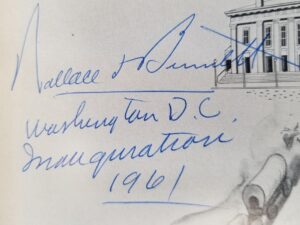 Wallace F Bennett
Washington D.C.
Inauguration
1961